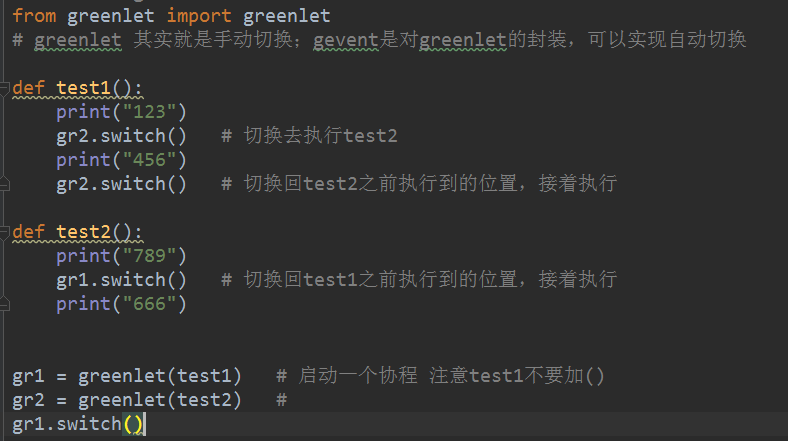 from greenlet import greenlet
# greenlet 其实就是手动切换；gevent是对greenlet的封装，可以实现自动切换
def test1():
    print("123")
    gr2.switch()   # 切换去执行test2
    print("456")
    gr2.switch()   # 切换回test2之前执行到的位置，接着执行
def test2():
    print("789")
    gr1.switch()   # 切换回test1之前执行到的位置，接着执行
    print("666")
gr1 = greenlet(test1)   # 启动一个协程 注意test1不要加()
gr2 = greenlet(test2)   #
gr1.switch()